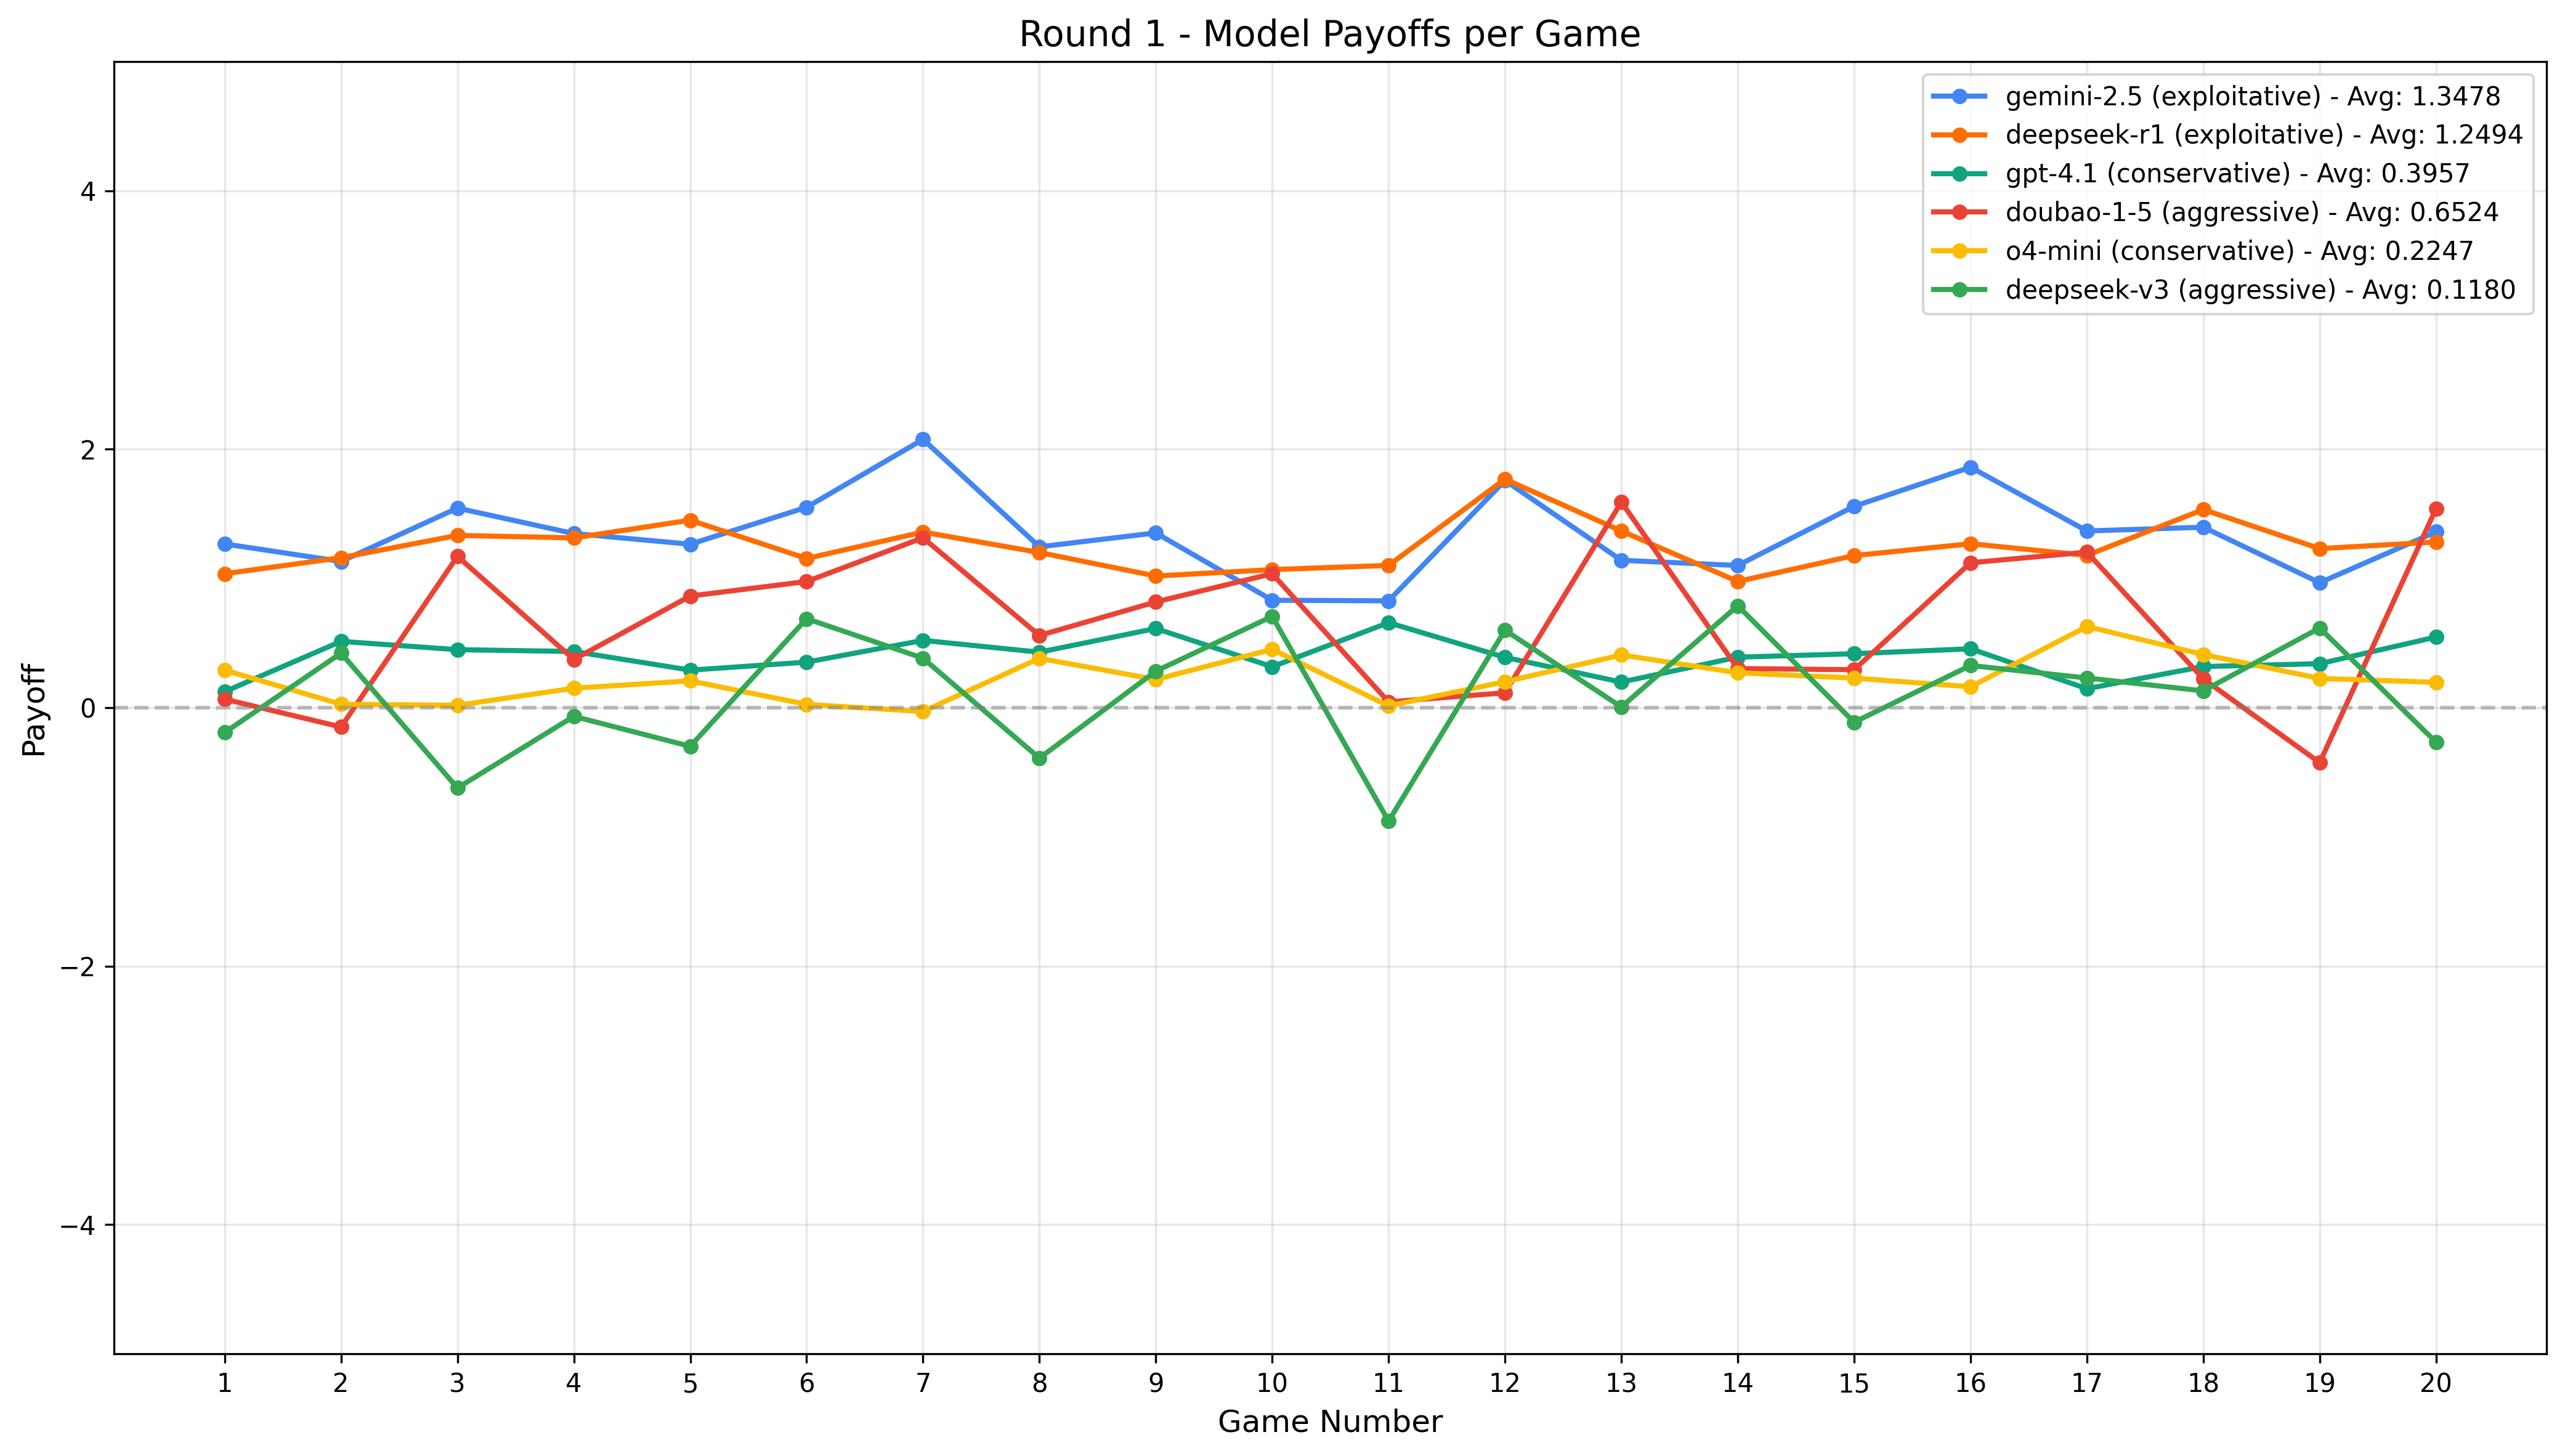 Round 1 - Model Payoffs per Game
gemini-2.5 (exploitative) - Avg: 1.3478
deepseek-r1 (exploitative) - Avg: 1.2494
gpt-4.1 (conservative) - Avg: 0.3957
doubao-1-5 (aggressive) - Avg: 0.6524
o4-mini (conservative) - Avg: 0.2247
deepseek-v3 (aggressive) - Avg: 0.1180
Payoff
4
2
0
−2
−4
1 2 3 4 5 6 7 8 9 10 11 12 13 14 15 16 17 18 19 20
Game Number